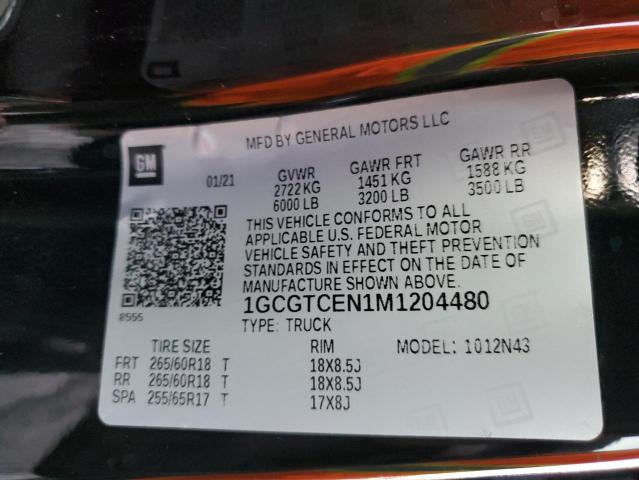 MFD BY GENERAL MOTORS LLC
GM
01/21
GVWR GAWR FRT GAWR RR
2722 KG 1451 KG 1588 KG
6000 LB 3200 LB 3500 LB
THIS VEHICLE CONFORMS TO ALL
APPLICABLE U.S. FEDERAL MOTOR
VEHICLE SAFETY AND THEFT PREVENTION
STANDARDS IN EFFECT ON THE DATE OF
MANUFACTURE SHOWN ABOVE.
8555
1GCGTCEN1M1204480
TYPE: TRUCK MODEL: 1012N43
TIRE SIZE RIM
FRT 265/60R18 T 18X8.5J
RR 265/60R18 T 18X8.5J
SPA 255/65R17 T 17X8J